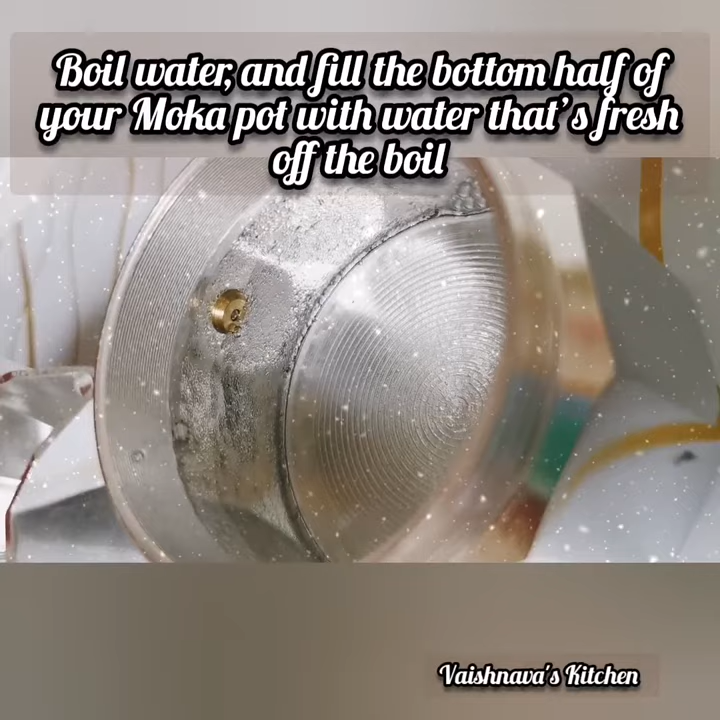 Boil water, and fill the bottom half of
your Moka pot with water that's fresh
off the boil
Vaishnava's Kitchen